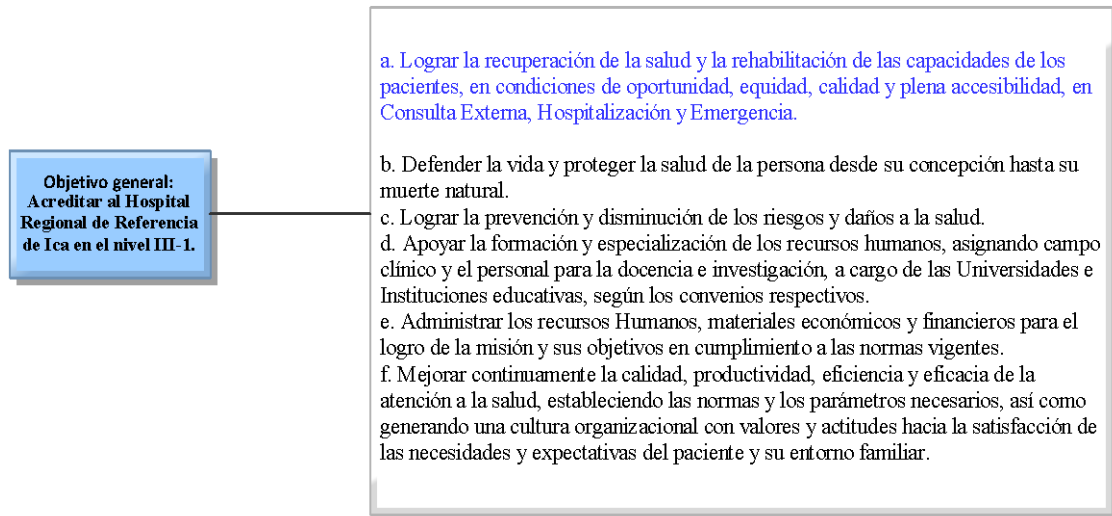 Objetivo general:
Acreditar al Hospital
Regional de Referencia
de Ica en el nivel III-1.
a. Lograr la recuperación de la salud y la rehabilitación de las capacidades de los
pacientes, en condiciones de oportunidad, equidad, calidad y plena accesibilidad, en
Consulta Externa, Hospitalización y Emergencia.
b. Defender la vida y proteger la salud de la persona desde su concepción hasta su
muerte natural.
c. Lograr la prevención y disminución de los riesgos y daños a la salud.
d. Apoyar la formación y especialización de los recursos humanos, asignando campo
clínico y el personal para la docencia e investigación, a cargo de las Universidades e
Instituciones educativas, según los convenios respectivos.
e. Administrar los recursos Humanos, materiales económicos y financieros para el
logro de la misión y sus objetivos en cumplimiento a las normas vigentes.
f. Mejorar continuamente la calidad, productividad, eficiencia y eficacia de la
atención a la salud, estableciendo las normas y los parámetros necesarios, así como
generando una cultura organizacional con valores y actitudes hacia la satisfacción de
las necesidades y expectativas del paciente y su entorno familiar.